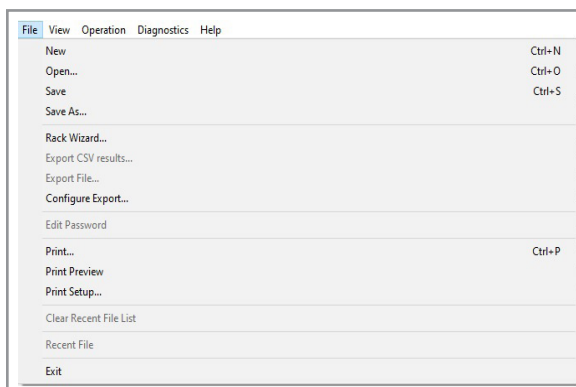 File View Operation Diagnostics Help
New Ctrl+N
Open... Ctrl+O
Save Ctrl+S
Save As...
Rack Wizard...
Export CSV results...
Export File...
Configure Export...
Edit Password
Print... Ctrl+P
Print Preview
Print Setup...
Clear Recent File List
Recent File
Exit